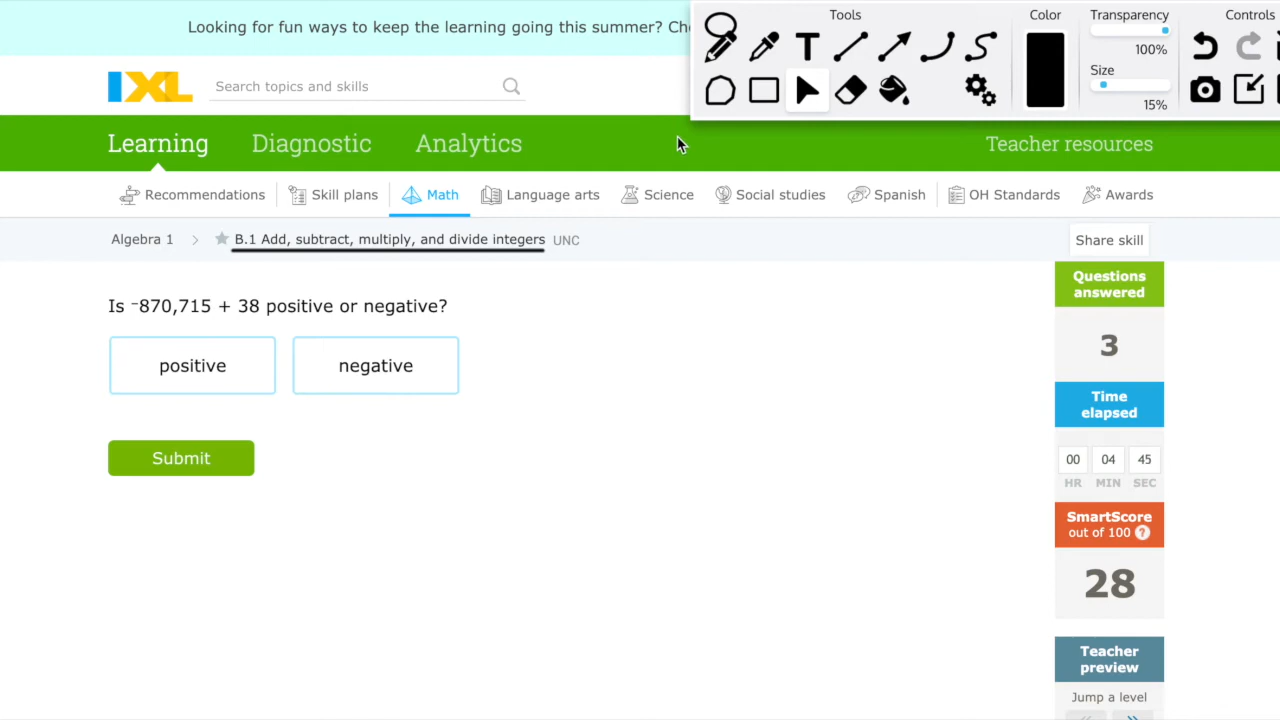 Looking for fun ways to keep the learning going this summer? Che
Tools
Color
Transparency
Controls
100%
Size
15%
IXL
Search topics and skills
Learning
Diagnostic
Analytics
Teacher resources
Recommendations
Skill plans
Math
Language arts
Science
Social studies
Spanish
OH Standards
Awards
Algebra 1 > B.1 Add, subtract, multiply, and divide integers UNC
Share skill
Questions answered
3
Is ⁻870,715 + 38 positive or negative?
positive
negative
Submit
Time elapsed
00 04 45
HR MIN SEC
SmartScore
out of 100 ?
28
Teacher preview
Jump a level